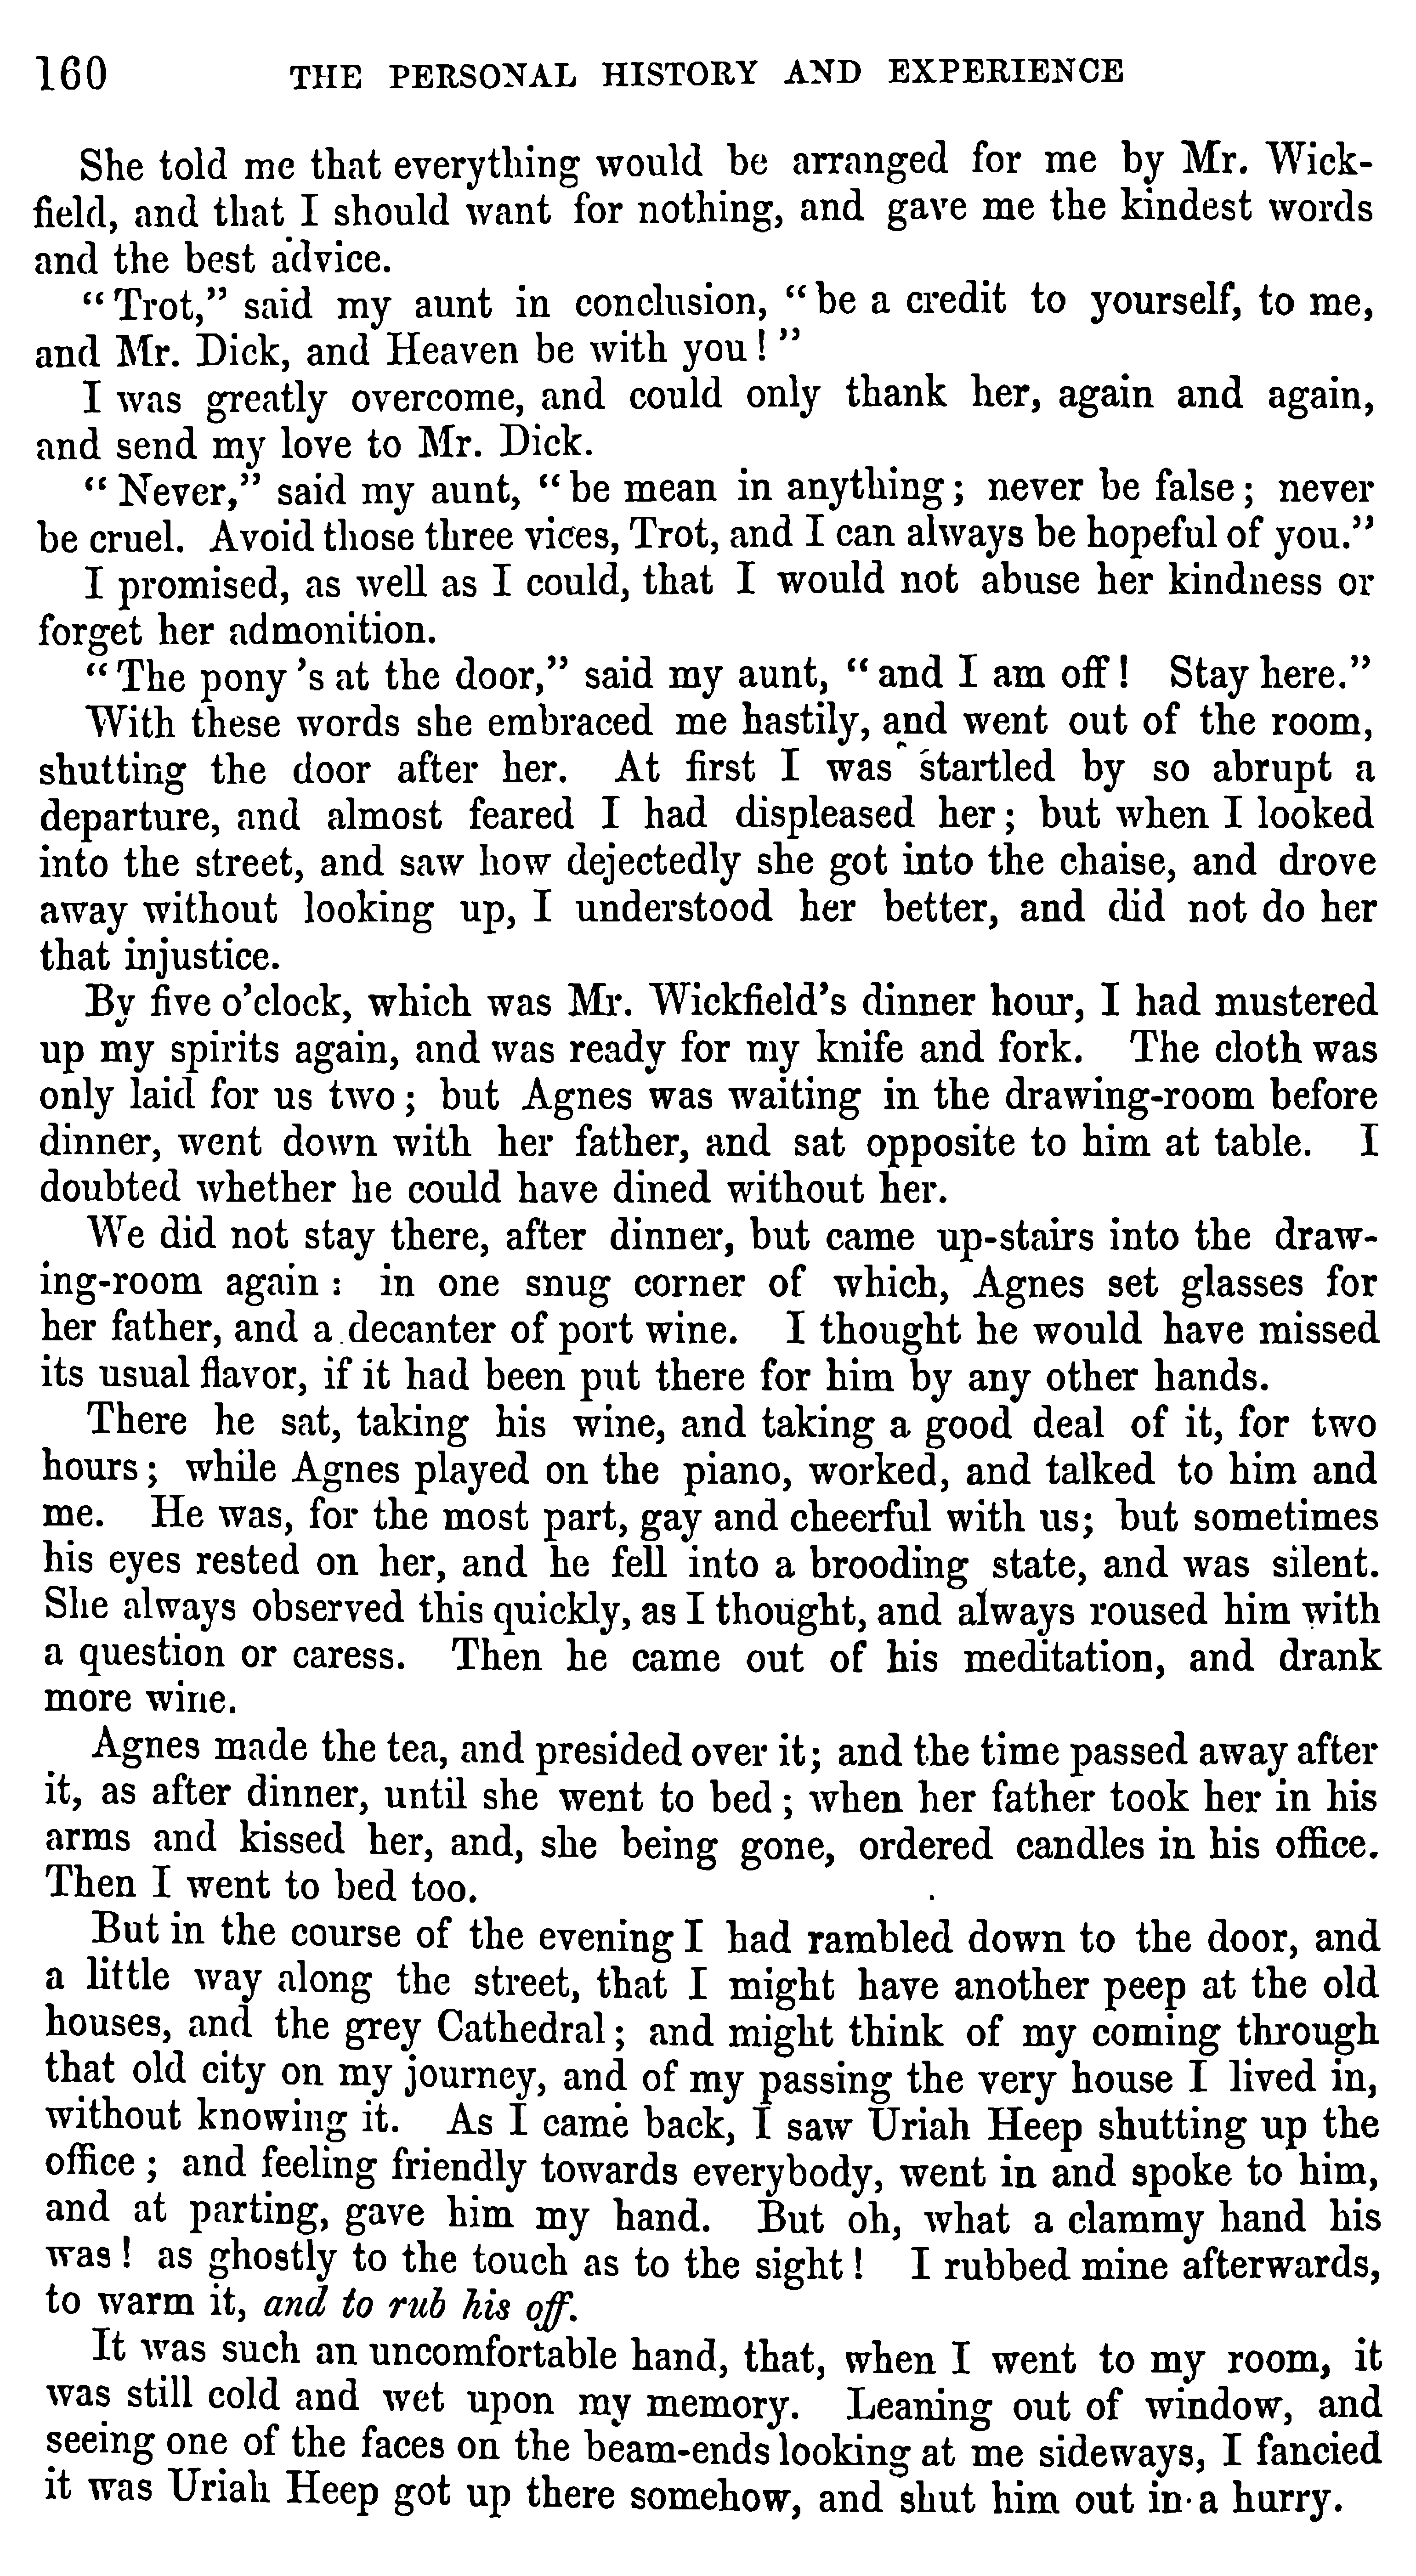 160 THE PERSONAL HISTORY AND EXPERIENCE
She told me that everything would be arranged for me by Mr. Wick-
field, and that I should want for nothing, and gave me the kindest words
and the best advice.
“Trot,” said my aunt in conclusion, “be a credit to yourself, to me,
and Mr. Dick, and Heaven be with you!”
I was greatly overcome, and could only thank her, again and again,
and send my love to Mr. Dick.
“Never,” said my aunt, “be mean in anything; never be false; never
be cruel. Avoid those three vices, Trot, and I can always be hopeful of you.”
I promised, as well as I could, that I would not abuse her kindness or
forget her admonition.
“The pony ’s at the door,” said my aunt, “and I am off! Stay here.”
With these words she embraced me hastily, and went out of the room,
shutting the door after her. At first I was startled by so abrupt a
departure, and almost feared I had displeased her; but when I looked
into the street, and saw how dejectedly she got into the chaise, and drove
away without looking up, I understood her better, and did not do her
that injustice.
By five o’clock, which was Mr. Wickfield’s dinner hour, I had mustered
up my spirits again, and was ready for my knife and fork. The cloth was
only laid for us two; but Agnes was waiting in the drawing-room before
dinner, went down with her father, and sat opposite to him at table. I
doubted whether he could have dined without her.
We did not stay there, after dinner, but came up-stairs into the draw-
ing-room again: in one snug corner of which, Agnes set glasses for
her father, and a decanter of port wine. I thought he would have missed
its usual flavor, if it had been put there for him by any other hands.
There he sat, taking his wine, and taking a good deal of it, for two
hours; while Agnes played on the piano, worked, and talked to him and
me. He was, for the most part, gay and cheerful with us; but sometimes
his eyes rested on her, and he fell into a brooding state, and was silent.
She always observed this quickly, as I thought, and always roused him with
a question or caress. Then he came out of his meditation, and drank
more wine.
Agnes made the tea, and presided over it; and the time passed away after
it, as after dinner, until she went to bed; when her father took her in his
arms and kissed her, and, she being gone, ordered candles in his office.
Then I went to bed too.
But in the course of the evening I had rambled down to the door, and
a little way along the street, that I might have another peep at the old
houses, and the grey Cathedral; and might think of my coming through
that old city on my journey, and of my passing the very house I lived in,
without knowing it. As I came back, I saw Uriah Heep shutting up the
office; and feeling friendly towards everybody, went in and spoke to him,
and at parting, gave him my hand. But oh, what a clammy hand his
was! as ghostly to the touch as to the sight! I rubbed mine afterwards,
to warm it, and to rub his off.
It was such an uncomfortable hand, that, when I went to my room, it
was still cold and wet upon my memory. Leaning out of window, and
seeing one of the faces on the beam-ends looking at me sideways, I fancied
it was Uriah Heep got up there somehow, and shut him out in a hurry.